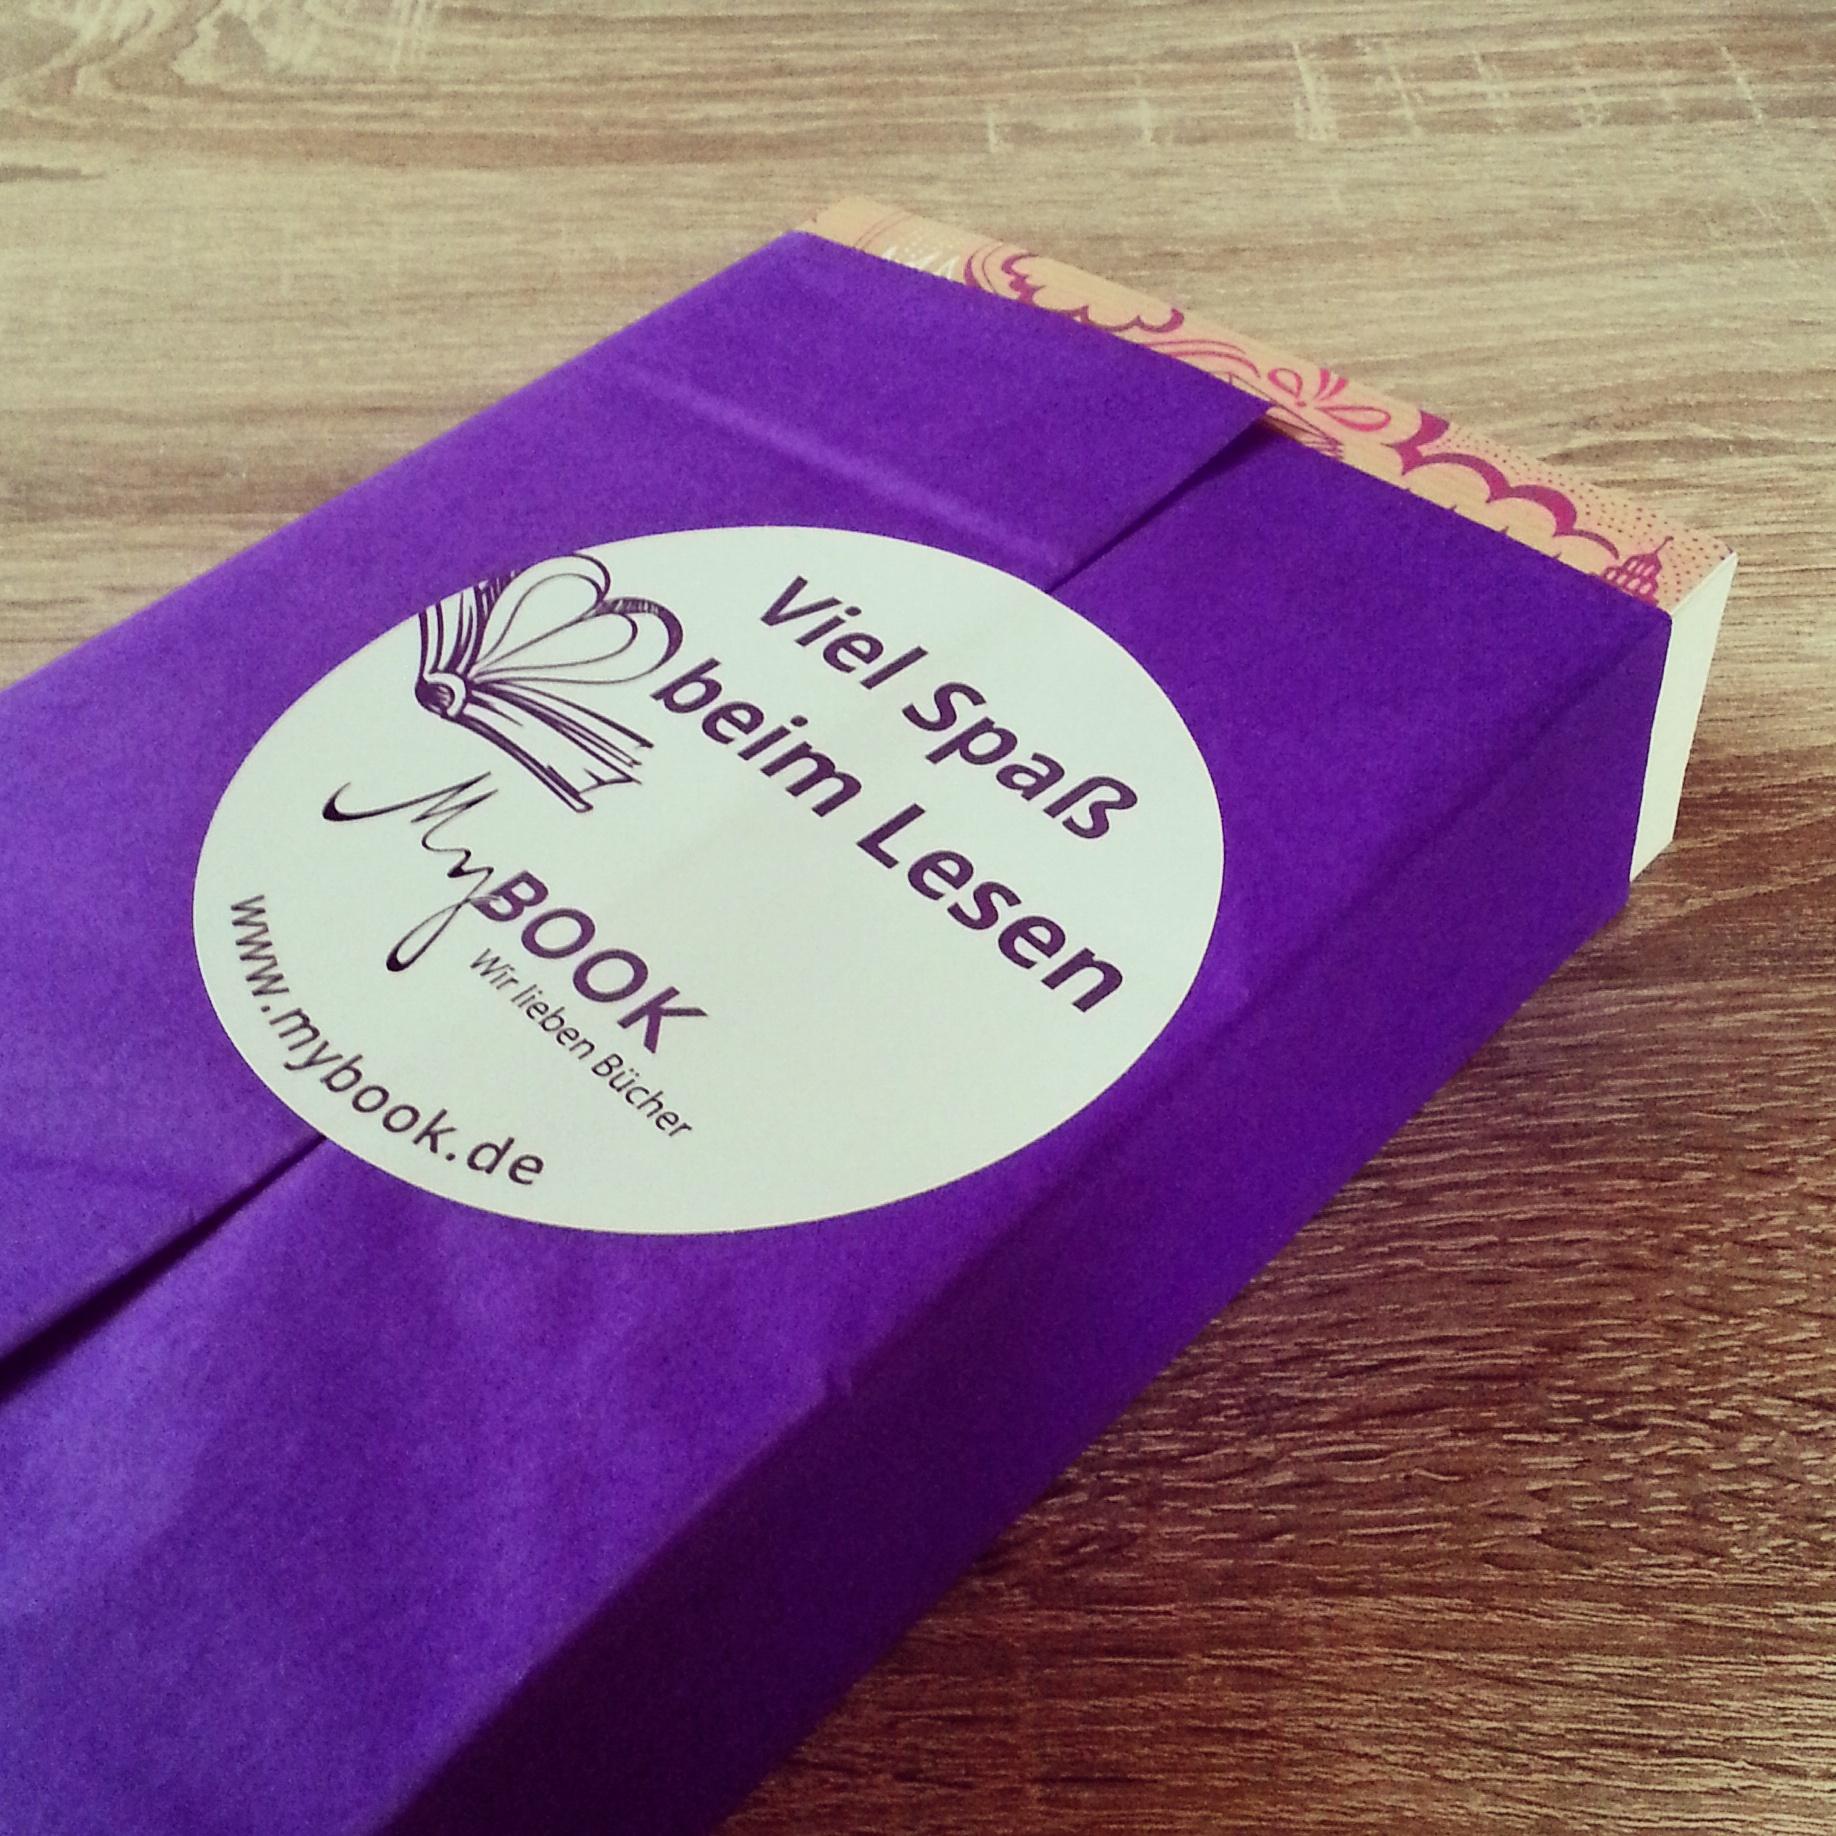 Viel Spaß
beim Lesen
MyBOOK
Wir lieben Bücher
www.mybook.de